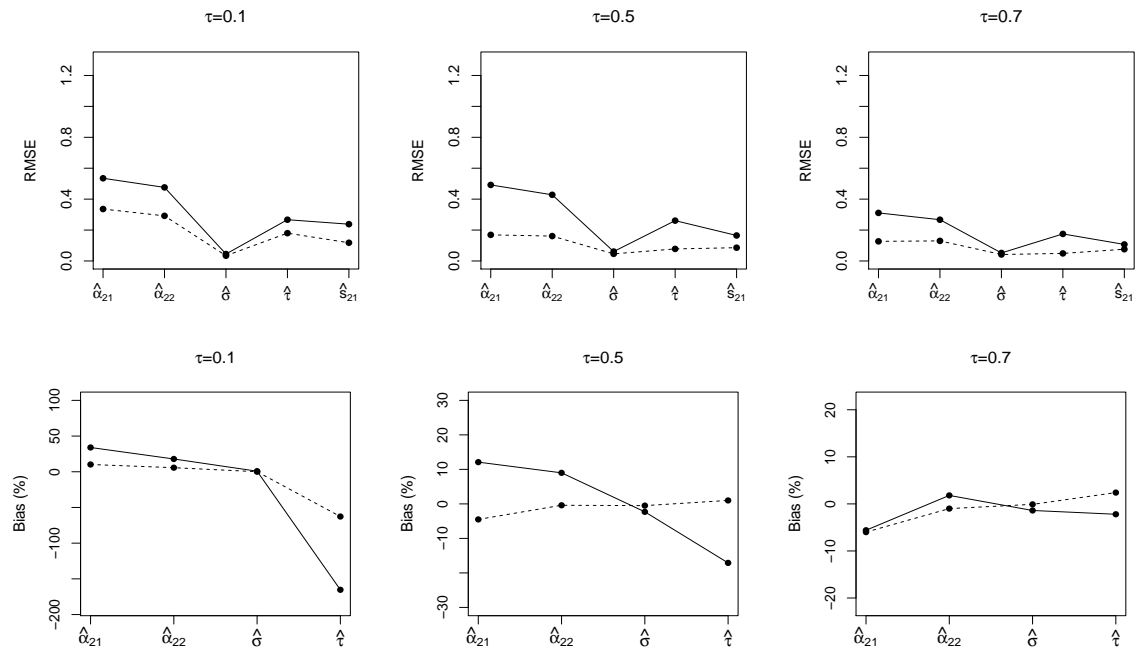 τ=0.1
τ=0.5
τ=0.7
RMSE
0.0 0.4 0.8 1.2
α̂21 α̂22 σ̂ τ̂ ŝ21
RMSE
0.0 0.4 0.8 1.2
α̂21 α̂22 σ̂ τ̂ ŝ21
RMSE
0.0 0.4 0.8 1.2
α̂21 α̂22 σ̂ τ̂ ŝ21
τ=0.1
τ=0.5
τ=0.7
Bias (%)
−200 −100 0 50 100
α̂21 α̂22 σ̂ τ̂
Bias (%)
−30 −10 0 10 20 30
α̂21 α̂22 σ̂ τ̂
Bias (%)
−20 −10 0 10 20
α̂21 α̂22 σ̂ τ̂